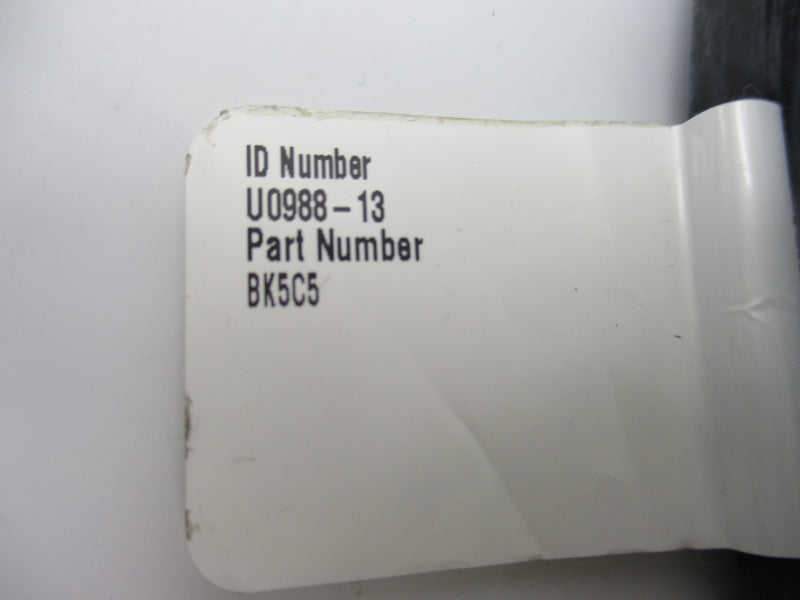 ID Number
U0988-13
Part Number
BK5C5